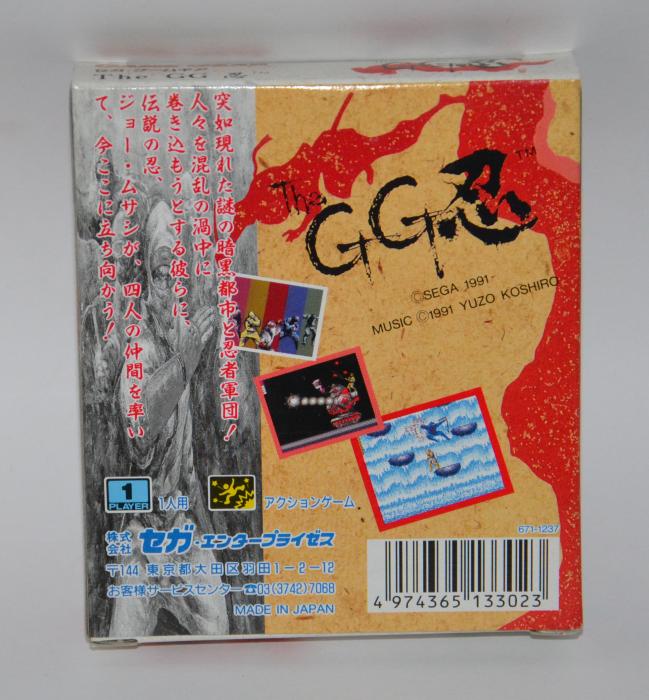 The GG 忍™
突如現れた謎の暗黒都市と忍者軍団!
人々を混乱の渦中に
巻き込もうとする彼らに、
伝説の忍、
ジョー・ムサシが、四人の仲間を率い
て、今ここに立ち向かう!
The GG忍™
©SEGA 1991
MUSIC ©1991 YUZO KOSHIRO
1
PLAYER
1人用
アクションゲーム
株式会社 セガ・エンタープライゼス
〒144 東京都大田区羽田1-2-12
お客様サービスセンター☎03(3742)7068
MADE IN JAPAN
671-1237
4 974365 133023